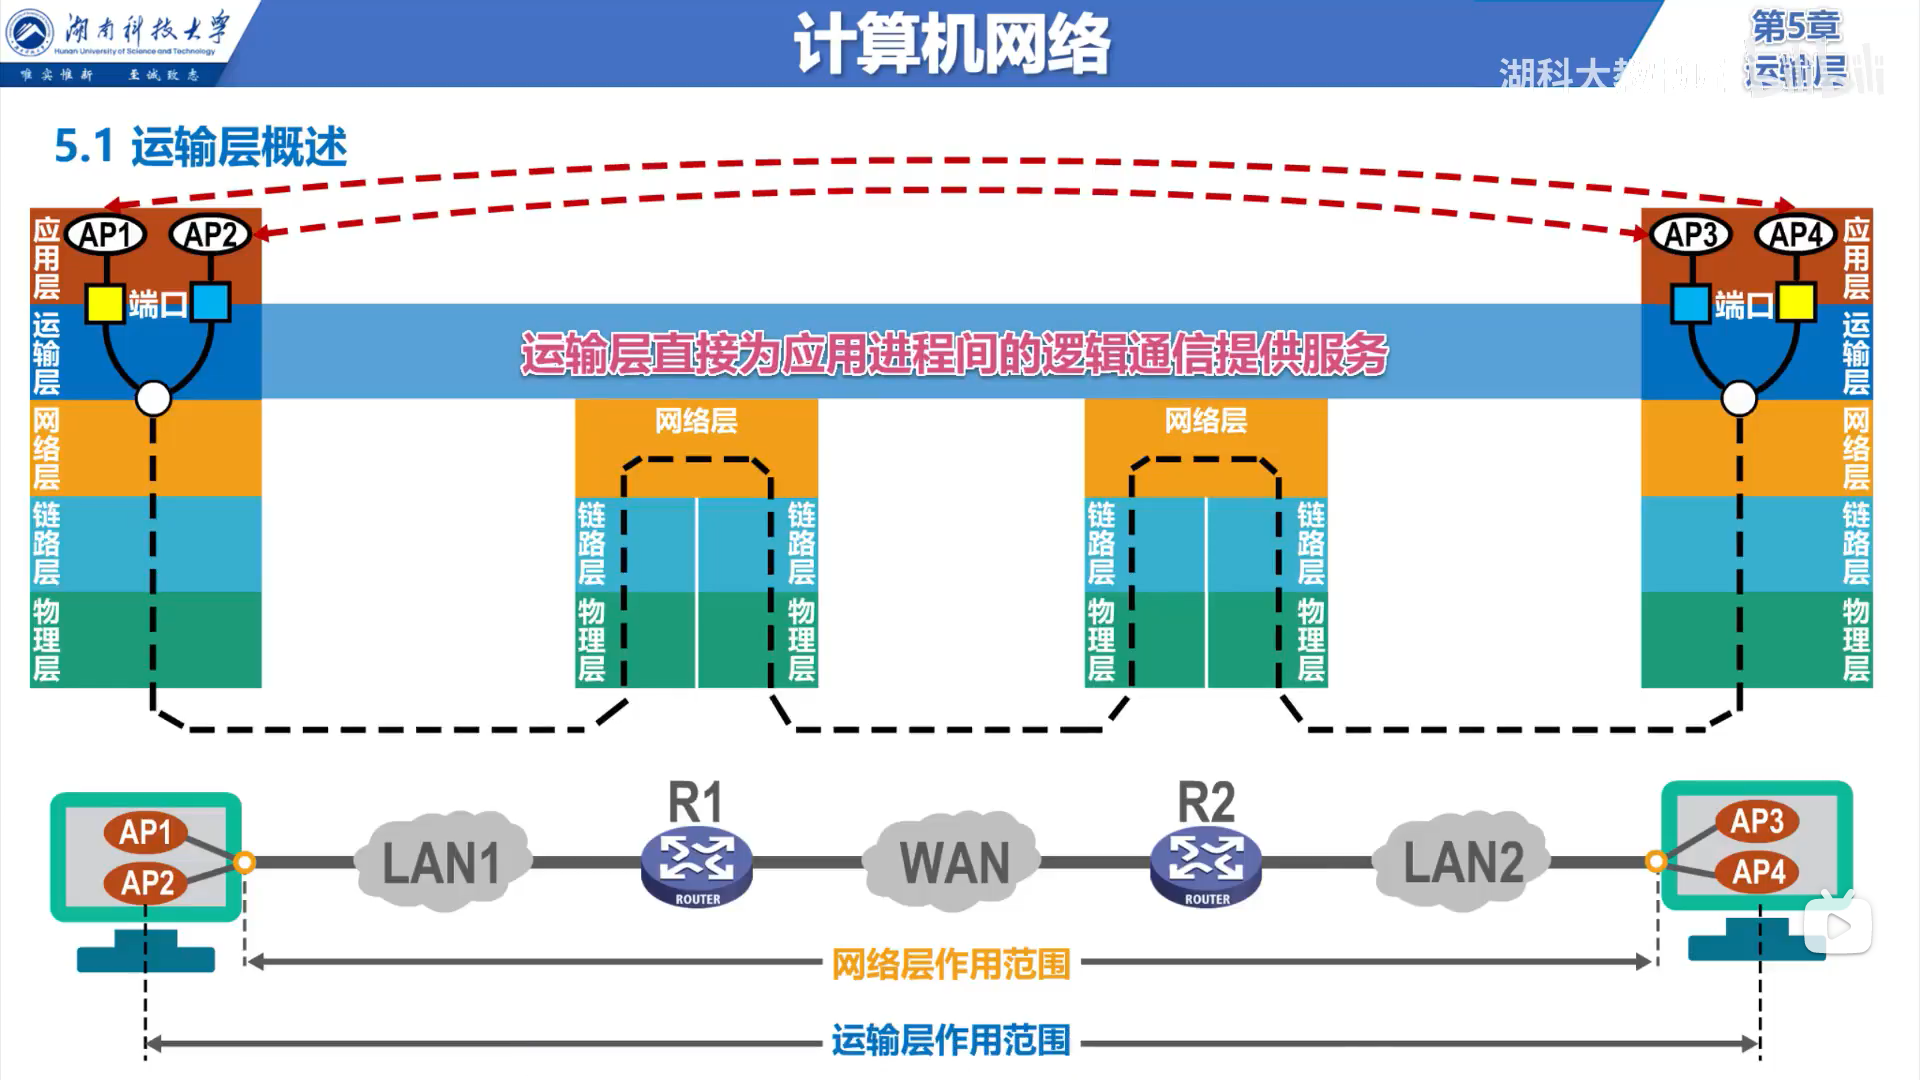 湖南科技大学
Hunan University of Science and Technology
唯实惟新 至诚致志
计算机网络
第5章
运输层
湖科大教
5.1 运输层概述
应用层
AP1
AP2
端口
运输层
网络层
链路层
物理层
运输层直接为应用进程间的逻辑通信提供服务
网络层
链路层
链路层
物理层
物理层
网络层
链路层
链路层
物理层
物理层
AP3
AP4
端口
应用层
运输层
网络层
链路层
物理层
AP1
AP2
LAN1
R1
ROUTER
WAN
R2
ROUTER
LAN2
AP3
AP4
网络层作用范围
运输层作用范围